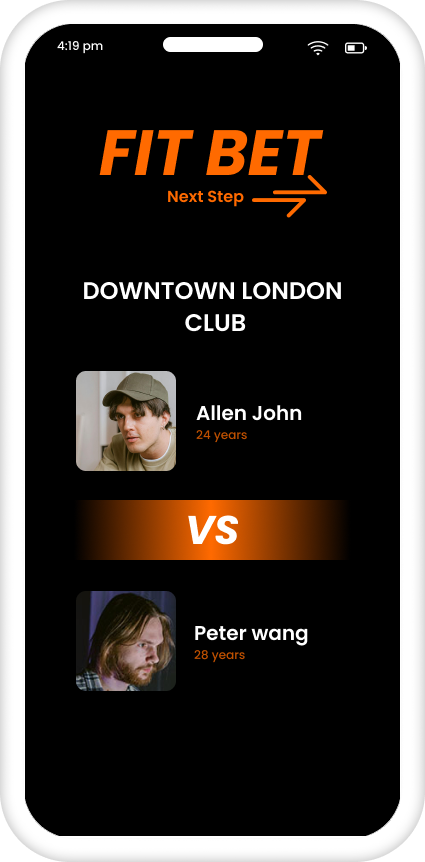 4:19 pm
FIT BET
Next Step
DOWNTOWN LONDON
CLUB
Allen John
24 years
VS
Peter wang
28 years